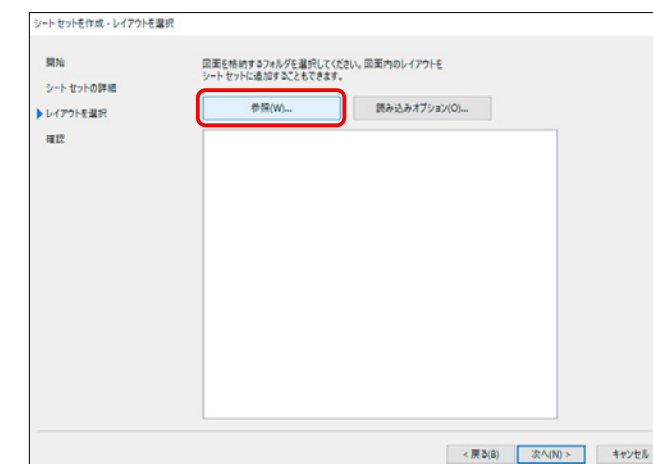 シート セットを作成 - レイアウトを選択
開始
シート セットの詳細
レイアウトを選択
確認
図面を格納するフォルダを選択してください。図面内のレイアウトを
シート セットに追加することもできます。
参照(W)...
読み込みオプション(O)...
< 戻る(B)
次へ(N) >
キャンセル